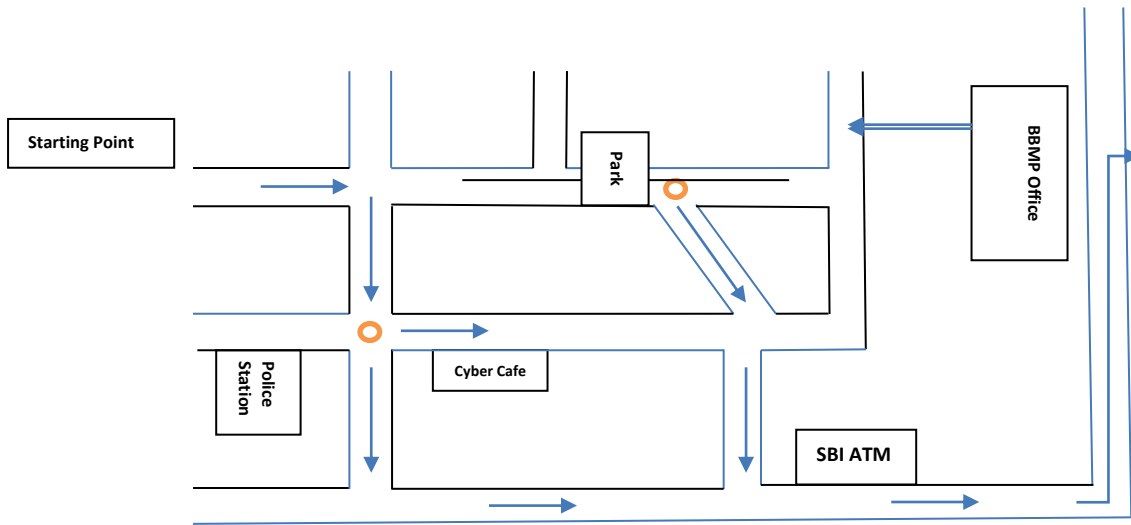 Starting Point
Park
BBMP Office
Police
Station
Cyber Cafe
SBI ATM